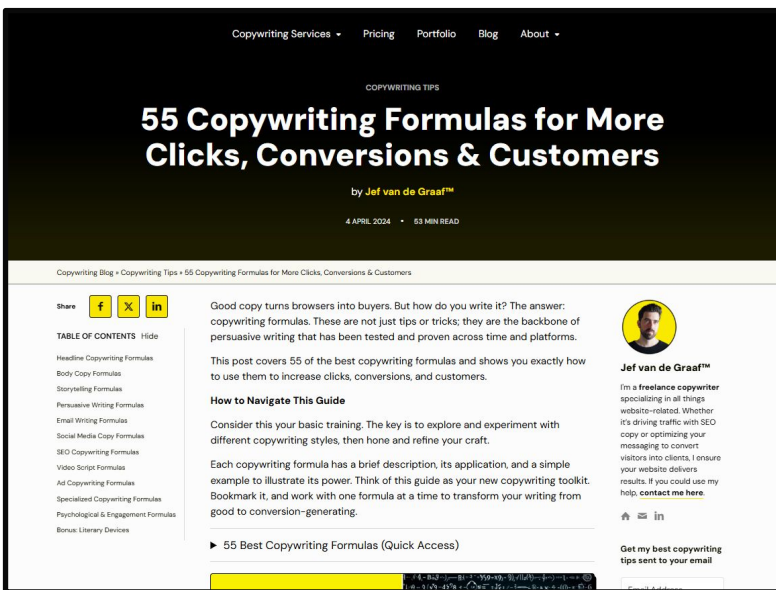 Copywriting Services Pricing Portfolio Blog About
COPYWRITING TIPS
55 Copywriting Formulas for More
Clicks, Conversions & Customers
by Jef van de Graaf™
4 APRIL 2024 • 53 MIN READ
Copywriting Blog » Copywriting Tips » 55 Copywriting Formulas for More Clicks, Conversions & Customers
Share f X in
TABLE OF CONTENTS Hide
Headline Copywriting Formulas
Body Copy Formulas
Storytelling Formulas
Persuasive Writing Formulas
Email Writing Formulas
Social Media Copy Formulas
SEO Copywriting Formulas
Video Script Formulas
Ad Copywriting Formulas
Specialized Copywriting Formulas
Psychological & Engagement Formulas
Bonus: Literary Devices
Good copy turns browsers into buyers. But how do you write it? The answer:
copywriting formulas. These are not just tips or tricks; they are the backbone of
persuasive writing that has been tested and proven across time and platforms.
This post covers 55 of the best copywriting formulas and shows you exactly how
to use them to increase clicks, conversions, and customers.
How to Navigate This Guide
Consider this your basic training. The key is to explore and experiment with
different copywriting styles, then hone and refine your craft.
Each copywriting formula has a brief description, its application, and a simple
example to illustrate its power. Think of this guide as your new copywriting toolkit.
Bookmark it, and work with one formula at a time to transform your writing from
good to conversion-generating.
55 Best Copywriting Formulas (Quick Access)
Jef van de Graaf™
I'm a freelance copywriter
specializing in all things
website-related. Whether
it's driving traffic with SEO
copy or optimizing your
messaging to convert
visitors into clients, I ensure
your website delivers
results. If you could use my
help, contact me here.
in
Get my best copywriting
tips sent to your email
Email Address